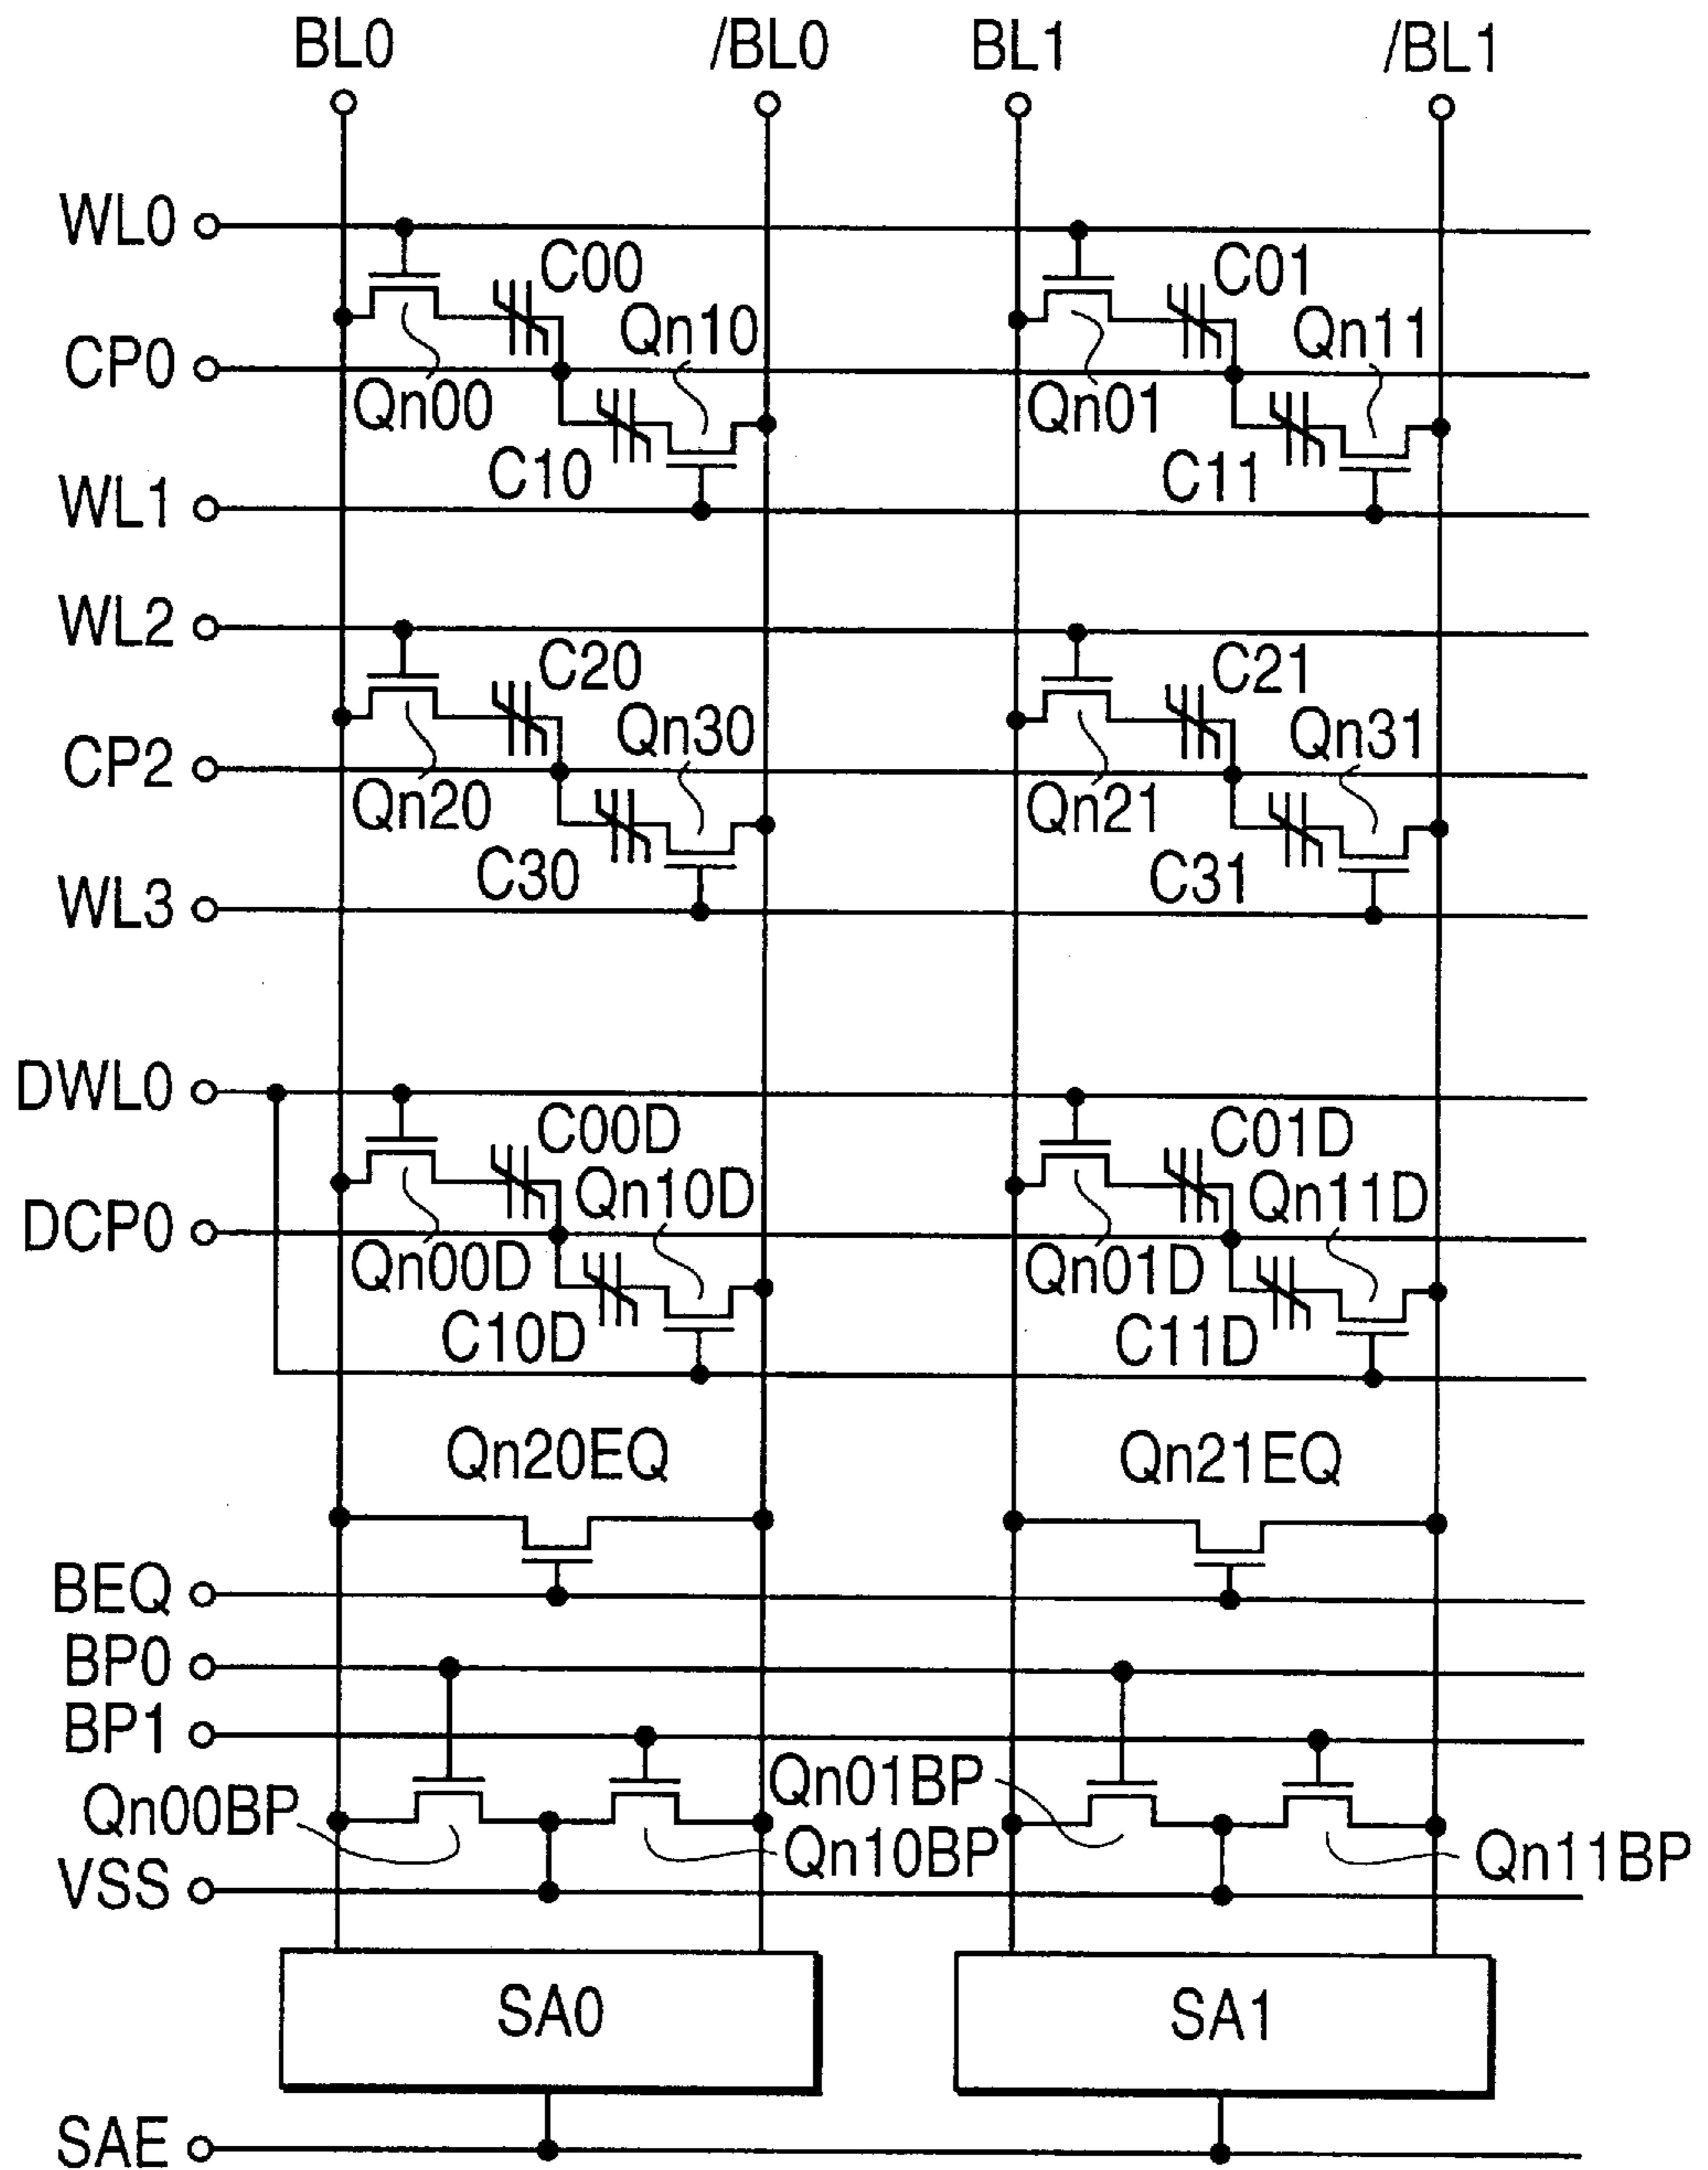 BL0 /BL0 BL1 /BL1
WL0
C00 C01
Qn10 Qn11
CP0
Qn00 Qn01
C10 C11
WL1
WL2
C20 C21
Qn30 Qn31
CP2
Qn20 Qn21
C30 C31
WL3
DWL0
C00D C01D
Qn10D Qn11D
DCP0
Qn00D Qn01D
C10D C11D
Qn20EQ Qn21EQ
BEQ
BP0
BP1
Qn01BP
Qn00BP
Qn10BP Qn11BP
VSS
SA0 SA1
SAE